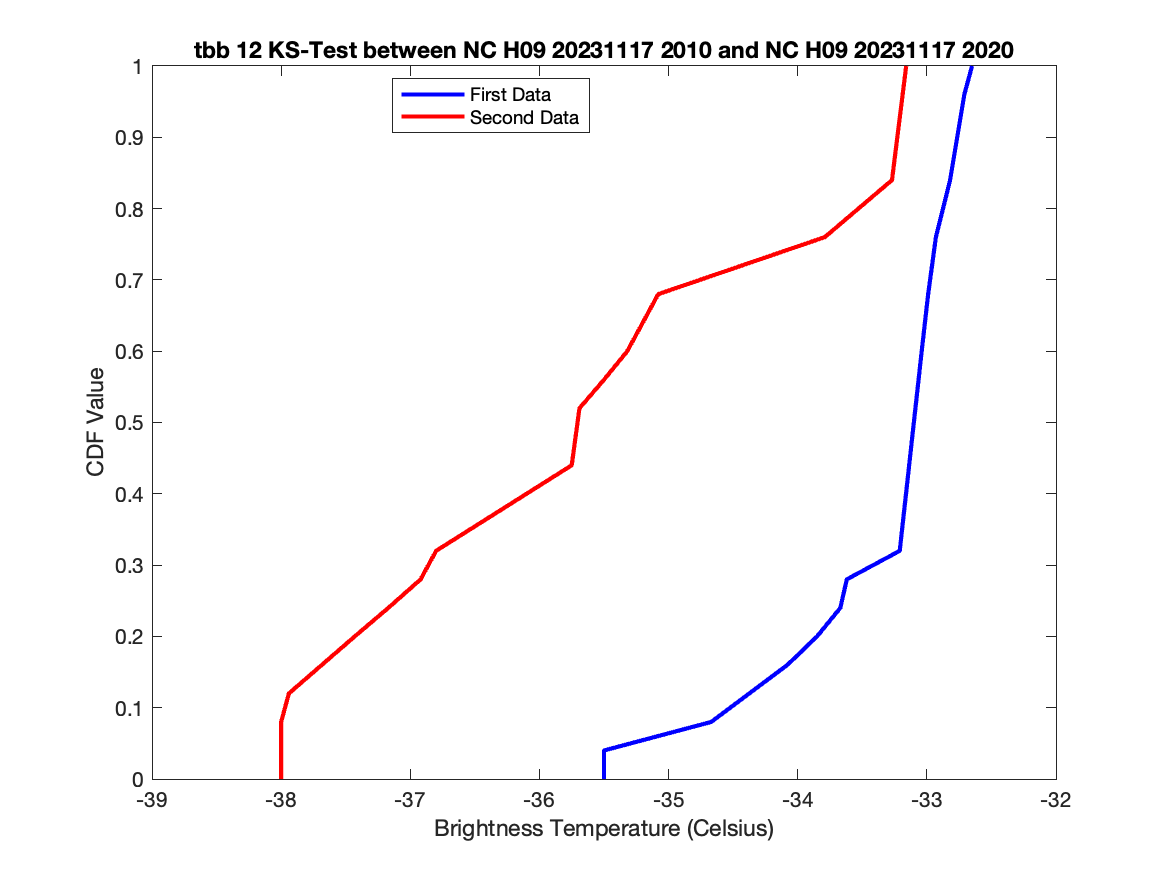 tbb 12 KS-Test between NC H09 20231117 2010 and NC H09 20231117 2020
First Data
Second Data
1
0.9
0.8
0.7
0.6
0.5
0.4
0.3
0.2
0.1
0
CDF Value
-39 -38 -37 -36 -35 -34 -33 -32
Brightness Temperature (Celsius)